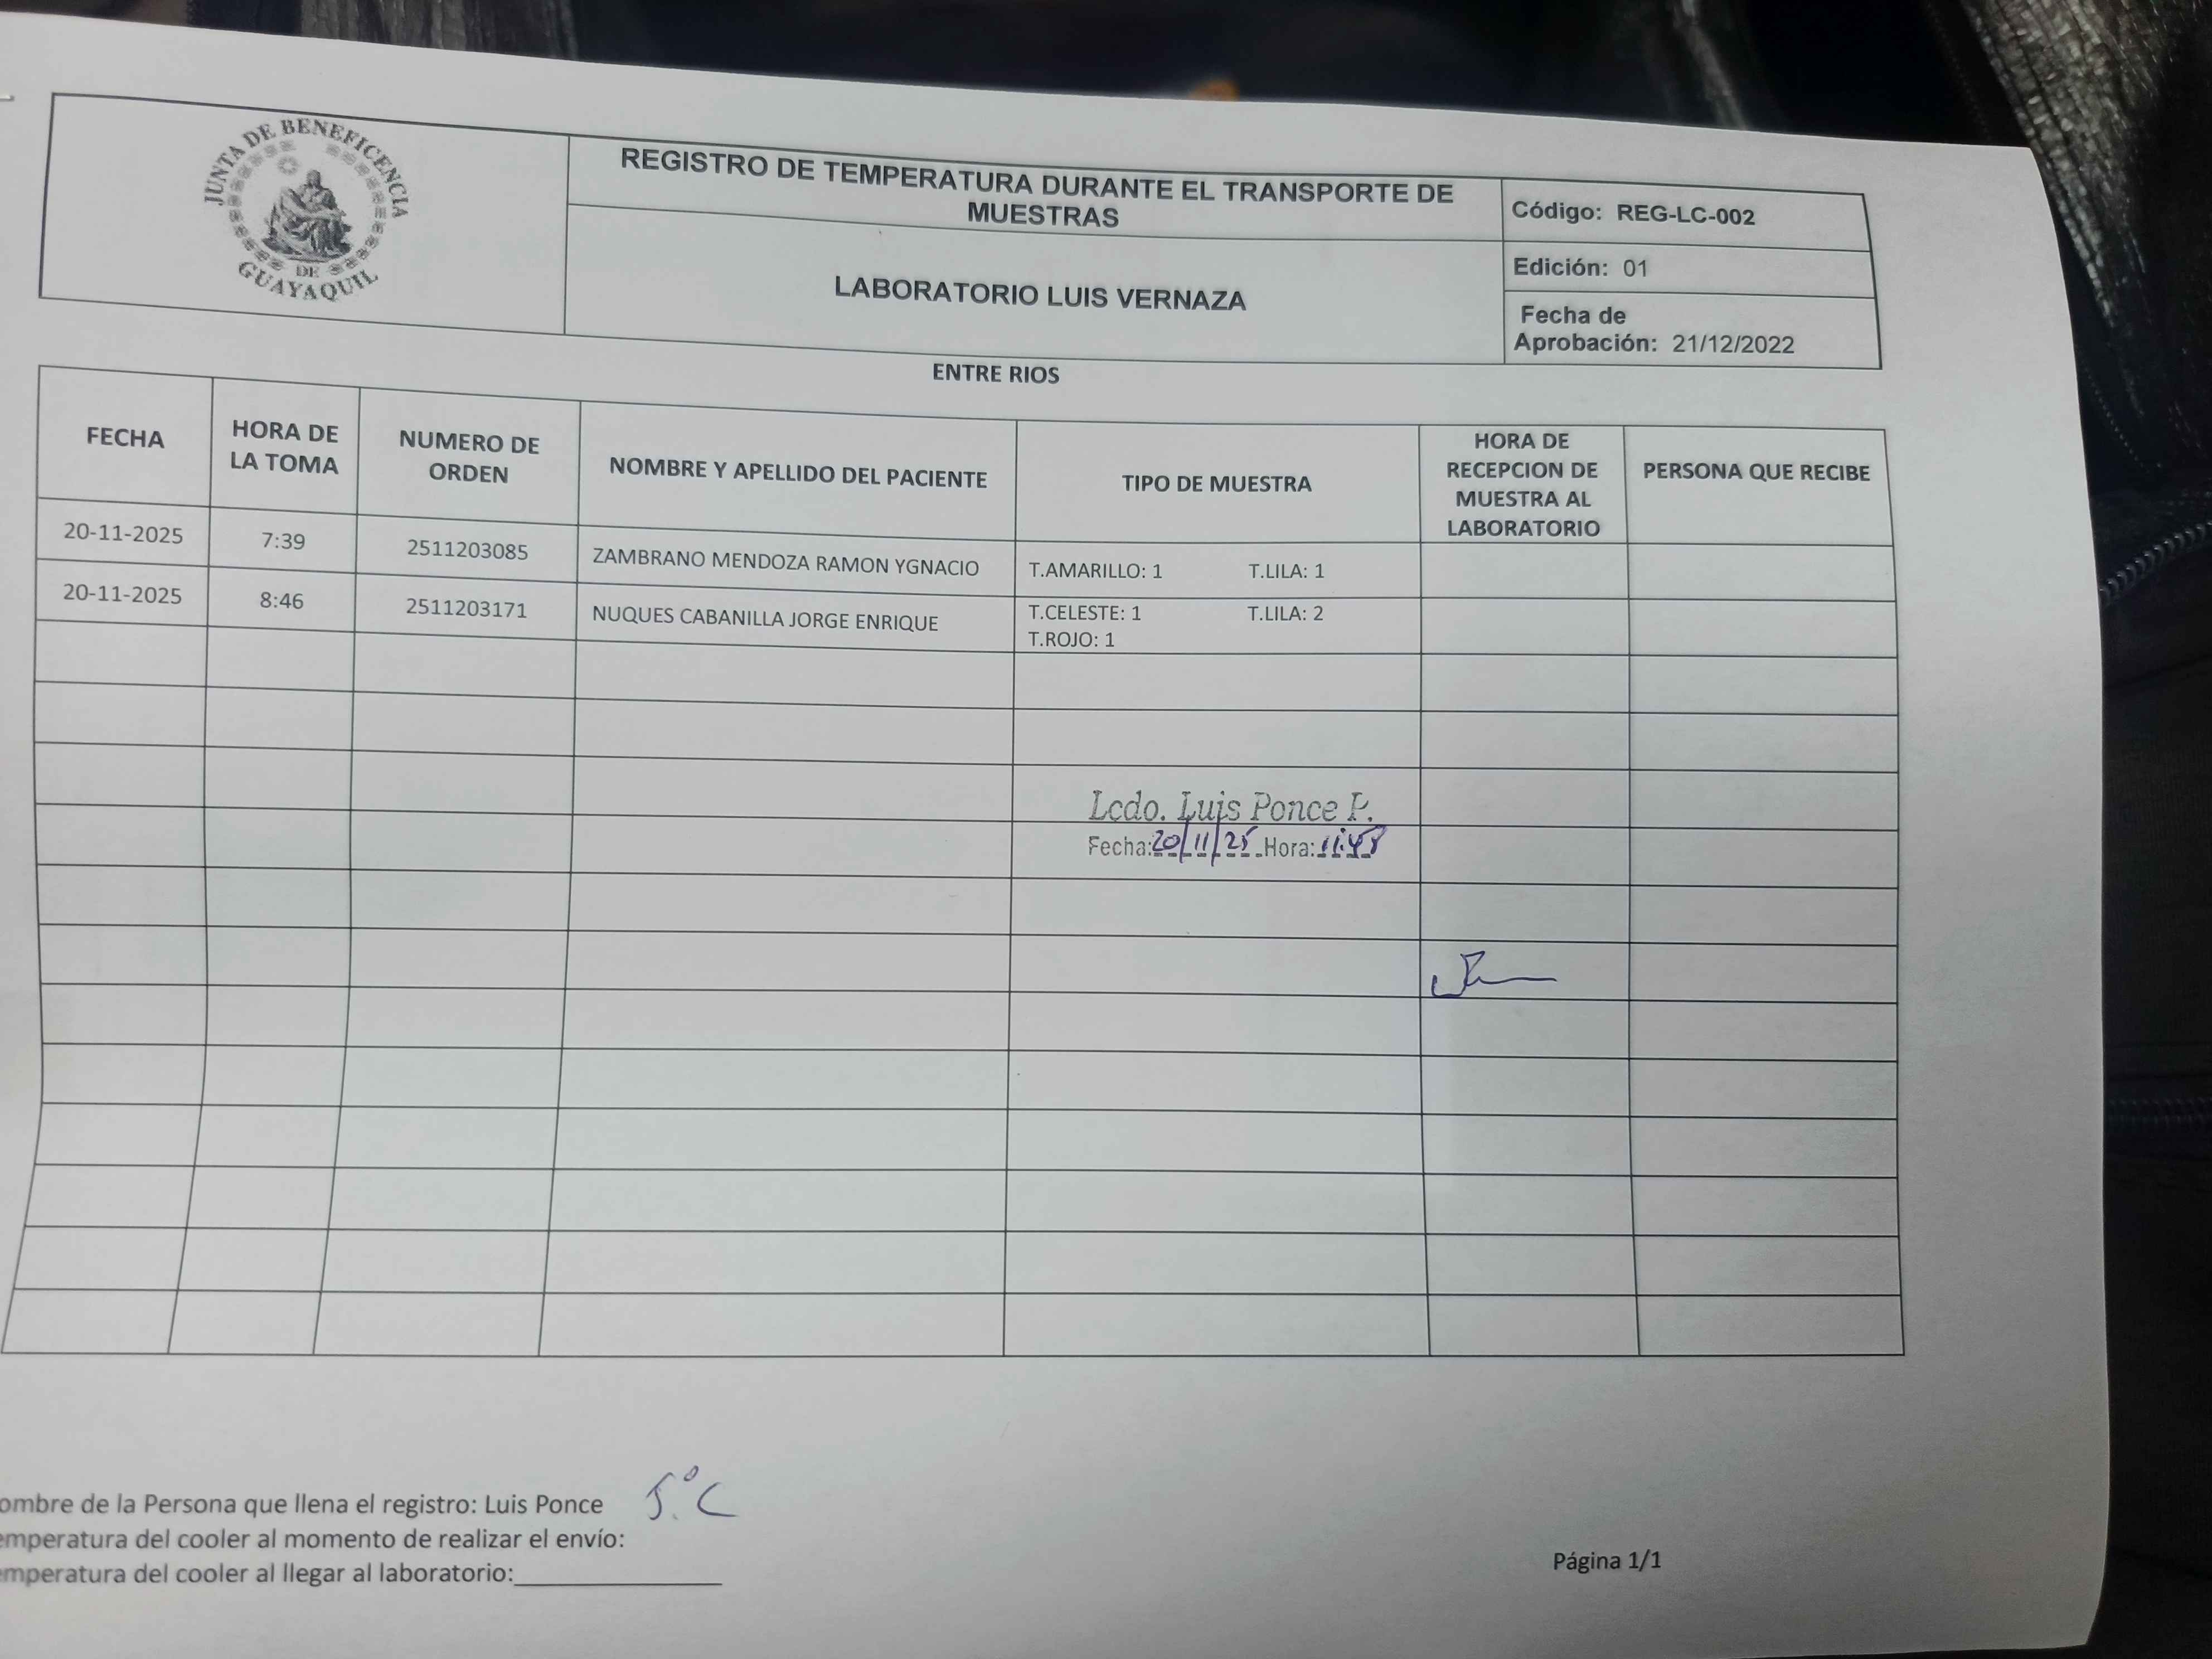 JUNTA DE BENEFICENCIA
DE
GUAYAQUIL
REGISTRO DE TEMPERATURA DURANTE EL TRANSPORTE DE
MUESTRAS
LABORATORIO LUIS VERNAZA
Código: REG-LC-002
Edición: 01
Fecha de
Aprobación: 21/12/2022
ENTRE RIOS
FECHA
HORA DE
LA TOMA
NUMERO DE
ORDEN
NOMBRE Y APELLIDO DEL PACIENTE
TIPO DE MUESTRA
HORA DE
RECEPCION DE
MUESTRA AL
LABORATORIO
PERSONA QUE RECIBE
20-11-2025 7:39 2511203085 ZAMBRANO MENDOZA RAMON YGNACIO T.AMARILLO: 1 T.LILA: 1
20-11-2025 8:46 2511203171 NUQUES CABANILLA JORGE ENRIQUE T.CELESTE: 1 T.LILA: 2
T.ROJO: 1
Lcdo. Luis Ponce P.
Fecha: 20/11/25 Hora:
ombre de la Persona que llena el registro: Luis Ponce
5.°C
emperatura del cooler al momento de realizar el envío:
emperatura del cooler al llegar al laboratorio:
Página 1/1